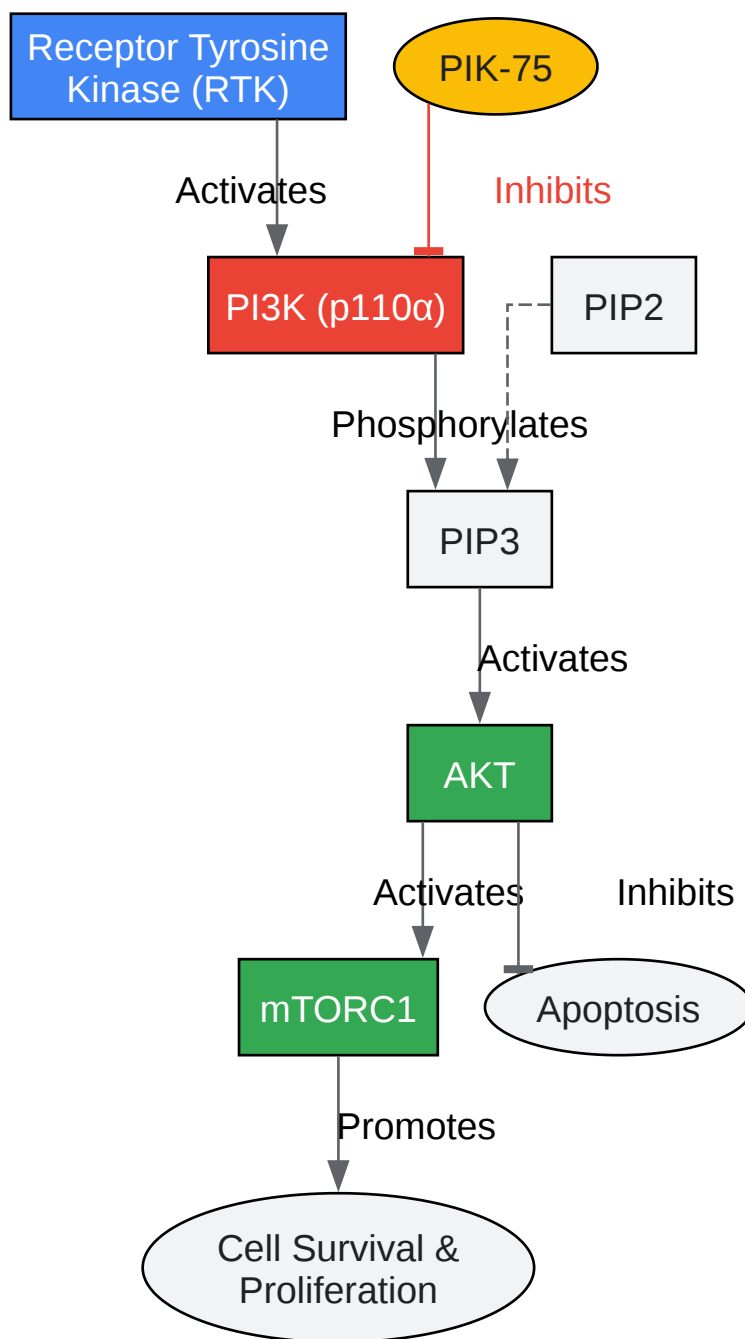 Receptor Tyrosine
Kinase (RTK)
PIK-75
Activates
Inhibits
PI3K (p110α)
PIP2
Phosphorylates
PIP3
Activates
AKT
Activates
Inhibits
mTORC1
Apoptosis
Promotes
Cell Survival &
Proliferation